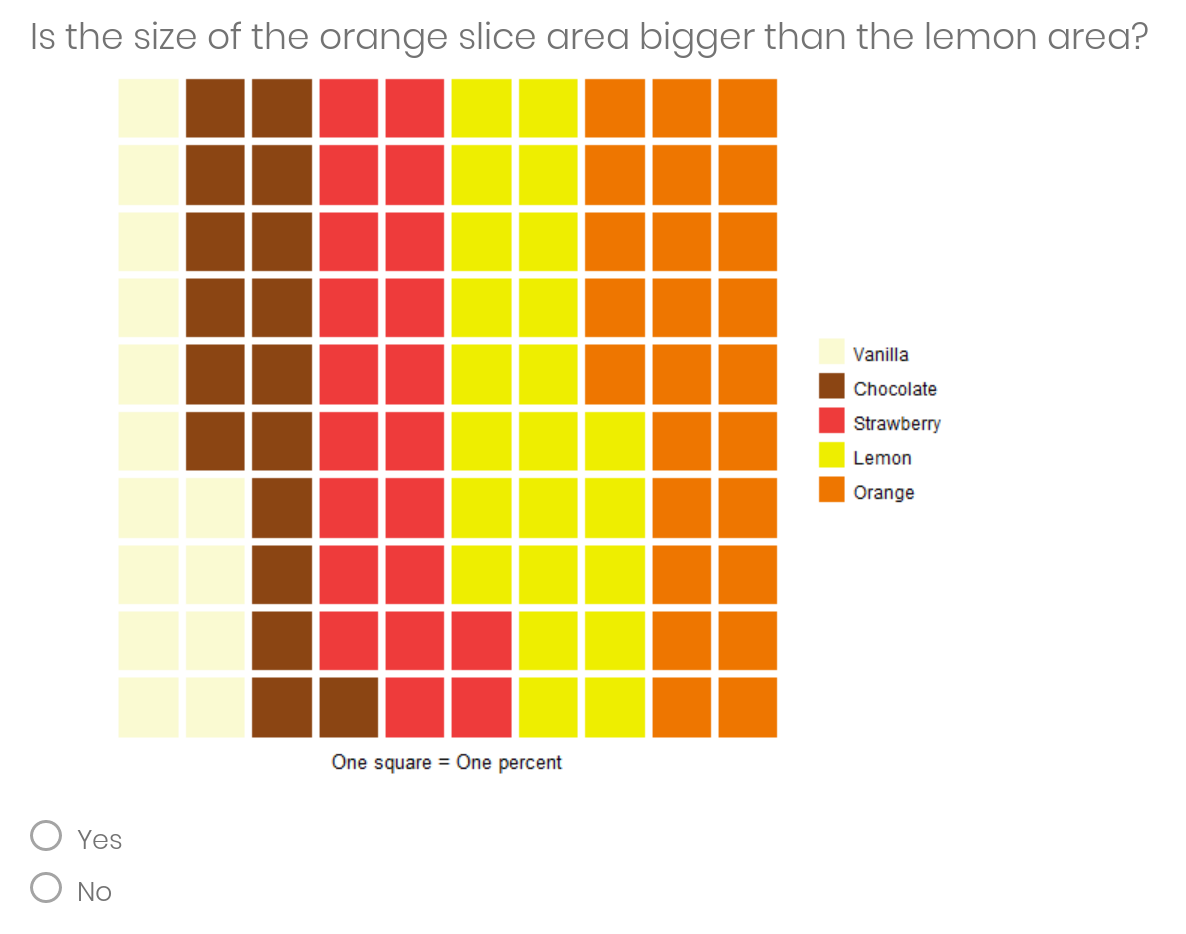 Is the size of the orange slice area bigger than the lemon area?
Vanilla
Chocolate
Strawberry
Lemon
Orange
One square = One percent
Yes
No